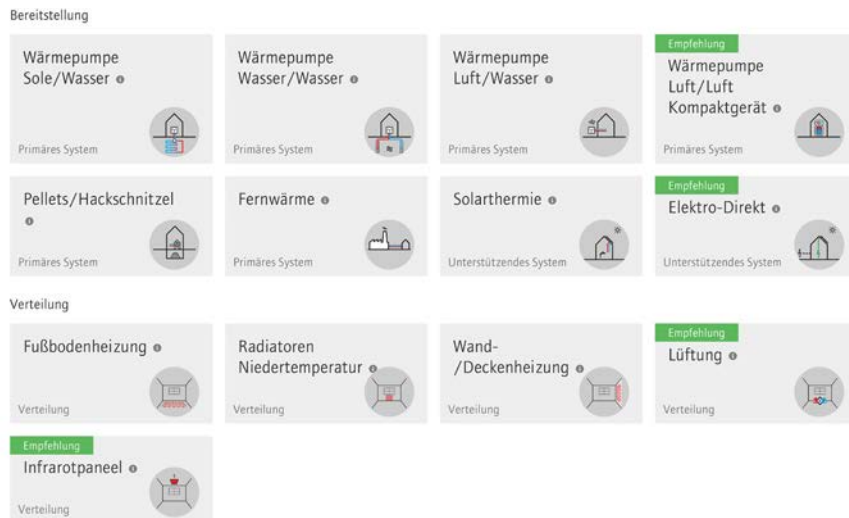 Bereitstellung
Wärmepumpe
Sole/Wasser
Primäres System
Wärmepumpe
Wasser/Wasser
Primäres System
Wärmepumpe
Luft/Wasser
Primäres System
Empfehlung
Wärmepumpe
Luft/Luft
Kompaktgerät
Primäres System
Pellets/Hackschnitzel
Primäres System
Fernwärme
Primäres System
Solarthermie
Unterstützendes System
Empfehlung
Elektro-Direkt
Unterstützendes System
Verteilung
Fußbodenheizung
Verteilung
Radiatoren
Niedertemperatur
Verteilung
Wand-
/Deckenheizung
Verteilung
Empfehlung
Lüftung
Verteilung
Empfehlung
Infrarotpaneel
Verteilung